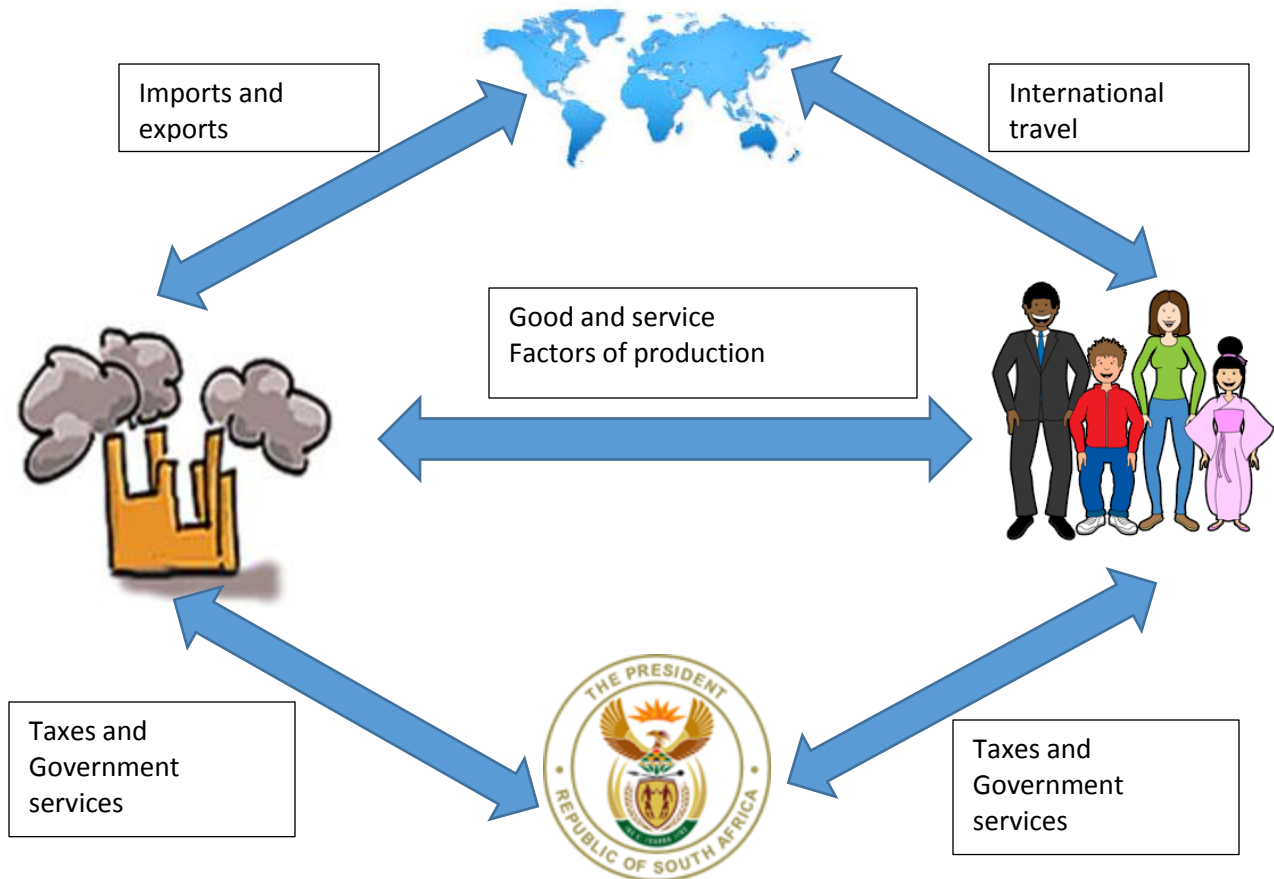 Imports and
exports
International
travel
Good and service
Factors of production
Taxes and
Government
services
THE PRESIDENT
REPUBLIC OF SOUTH AFRICA
Taxes and
Government
services